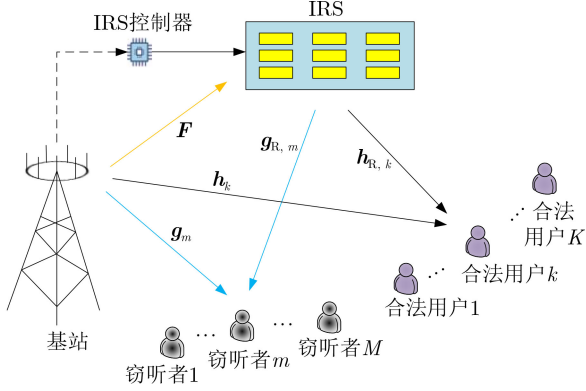 IRS
IRS控制器
F
g_{R, m}
h_{R, k}
h_k
g_m
合法
用户K
合法用户k
合法用户1
基站
窃听者M
窃听者m
窃听者1